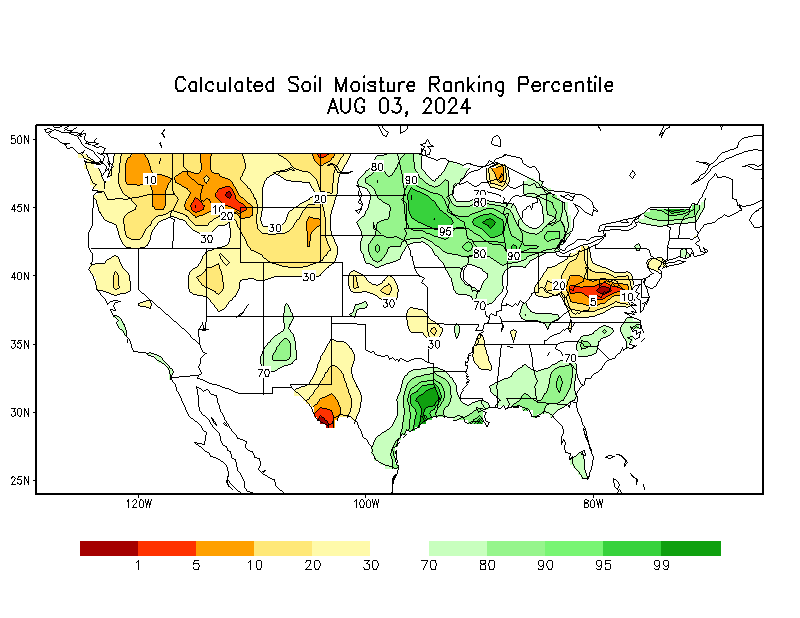 Calculated Soil Moisture Ranking Percentile
AUG 03, 2024
50N
80
90
70
10
80
20
45N
10
20
30
95
30
80
90
40N
30
20
30
5
10
70
35N
30
70
70
30N
25N
120W
100W
80W
1 5 10 20 30 70 80 90 95 99